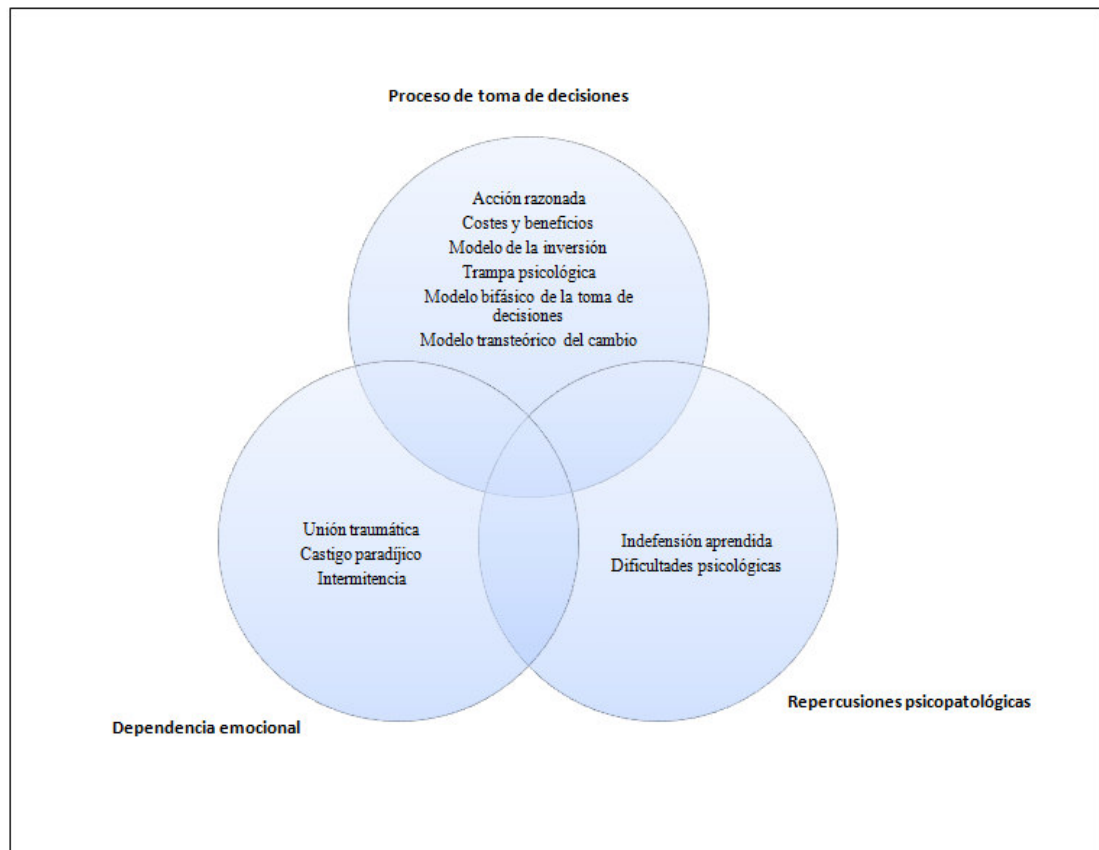 Proceso de toma de decisiones
Acción razonada
Costes y beneficios
Modelo de la inversión
Trampa psicológica
Modelo bifásico de la toma de
decisiones
Modelo transteórico del cambio
Unión traumática
Castigo paradíjico
Intermitencia
Indefensión aprendida
Dificultades psicológicas
Repercusiones psicopatológicas
Dependencia emocional